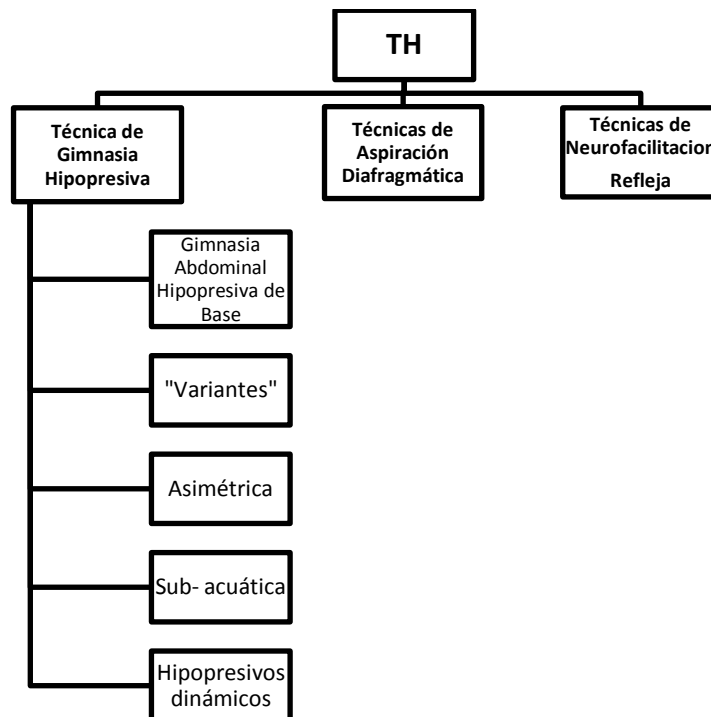 TH
Técnica de
Gimnasia
Hipopresiva
Técnicas de
Aspiración
Diafragmática
Técnicas de
Neurofacilitacion
Refleja
Gimnasia
Abdominal
Hipopresiva de
Base
"Variantes"
Asimétrica
Sub- acuática
Hipopresivos
dinámicos